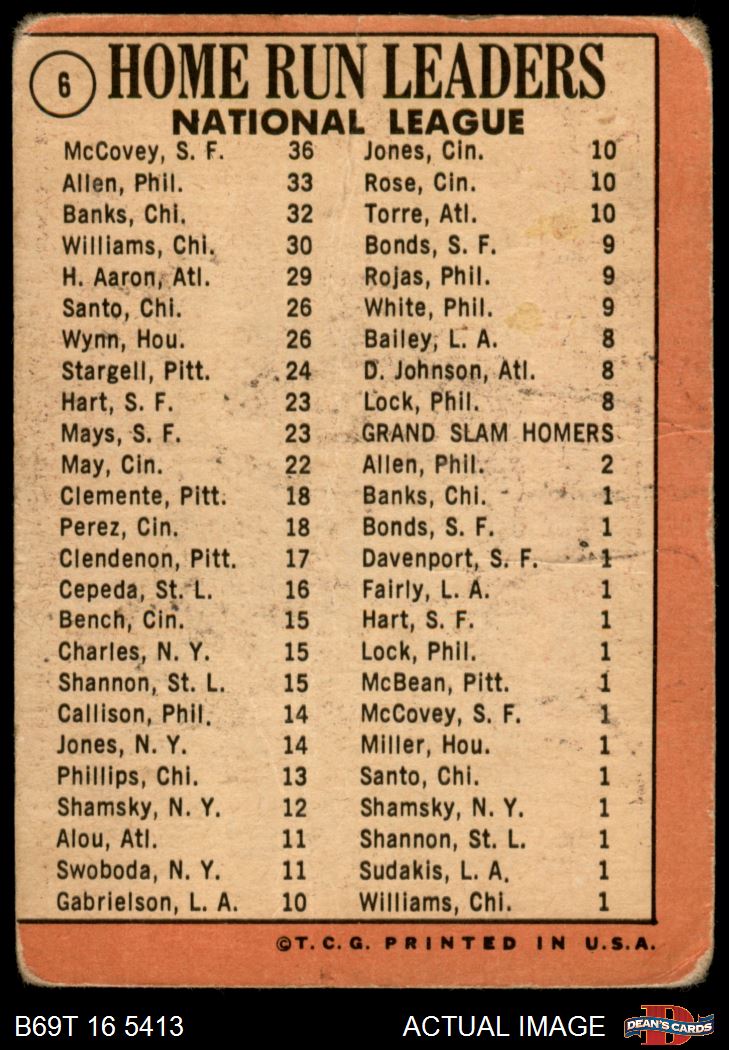 6 HOME RUN LEADERS
NATIONAL LEAGUE
McCovey, S. F. 36
Allen, Phil. 33
Banks, Chi. 32
Williams, Chi. 30
H. Aaron, Atl. 29
Santo, Chi. 26
Wynn, Hou. 26
Stargell, Pitt. 24
Hart, S. F. 23
Mays, S. F. 23
May, Cin. 22
Clemente, Pitt. 18
Perez, Cin. 18
Clendenon, Pitt. 17
Cepeda, St. L. 16
Bench, Cin. 15
Charles, N. Y. 15
Shannon, St. L. 15
Callison, Phil. 14
Jones, N. Y. 14
Phillips, Chi. 13
Shamsky, N. Y. 12
Alou, Atl. 11
Swoboda, N. Y. 11
Gabrielson, L. A. 10
Jones, Cin. 10
Rose, Cin. 10
Torre, Atl. 10
Bonds, S. F. 9
Rojas, Phil. 9
White, Phil. 9
Bailey, L. A. 8
D. Johnson, Atl. 8
Lock, Phil. 8
GRAND SLAM HOMERS
Allen, Phil. 2
Banks, Chi. 1
Bonds, S. F. 1
Davenport, S. F. 1
Fairly, L. A. 1
Hart, S. F. 1
Lock, Phil. 1
McBean, Pitt. 1
McCovey, S. F. 1
Miller, Hou. 1
Santo, Chi. 1
Shamsky, N. Y. 1
Shannon, St. L. 1
Sudakis, L. A. 1
Williams, Chi. 1
©T. C. G. PRINTED IN U.S.A.
B69T 16 5413 ACTUAL IMAGE
D
DEAN'S CARDS